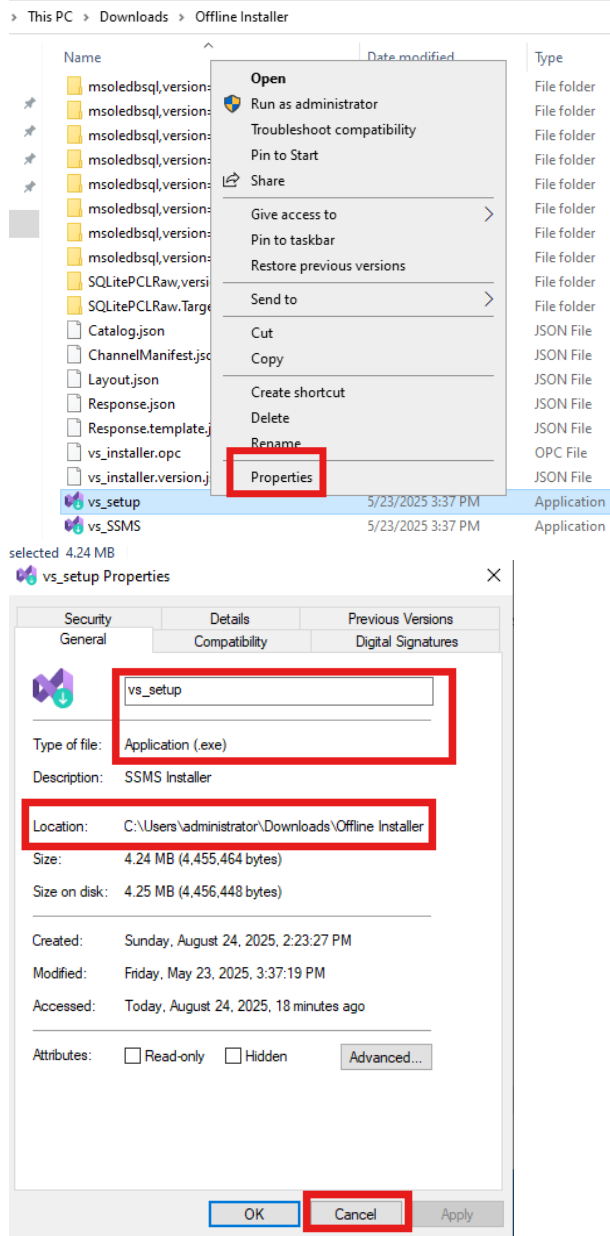 This PC > Downloads > Offline Installer
Name Date modified Type
msoledbsql,version= File folder
Open
msoledbsql,version= File folder
Run as administrator
msoledbsql,version= File folder
Troubleshoot compatibility
msoledbsql,version= File folder
Pin to Start
msoledbsql,version= File folder
Share
msoledbsql,version= File folder
Give access to
msoledbsql,version= File folder
Pin to taskbar
msoledbsql,version= File folder
Restore previous versions
SQLitePCLRaw,versi File folder
Send to
SQLitePCLRaw.Targe File folder
Catalog.json JSON File
Cut
ChannelManifest.jsc JSON File
Copy
Layout.json JSON File
Create shortcut
Response.json JSON File
Delete
Response.template.j JSON File
Rename
vs_installer.opc OPC File
vs_installer.version.j JSON File
Properties
vs_setup 5/23/2025 3:37 PM Application
vs_SSMS 5/23/2025 3:37 PM Application
selected 4.24 MB
vs_setup Properties
Security Details Previous Versions
General Compatibility Digital Signatures
vs_setup
Type of file: Application (.exe)
Description: SSMS Installer
Location: C:\Users\administrator\Downloads\Offline Installer
Size: 4.24 MB (4,455,464 bytes)
Size on disk: 4.25 MB (4,456,448 bytes)
Created: Sunday, August 24, 2025, 2:23:27 PM
Modified: Friday, May 23, 2025, 3:37:19 PM
Accessed: Today, August 24, 2025, 18 minutes ago
Attributes: Read-only Hidden Advanced...
OK Cancel Apply